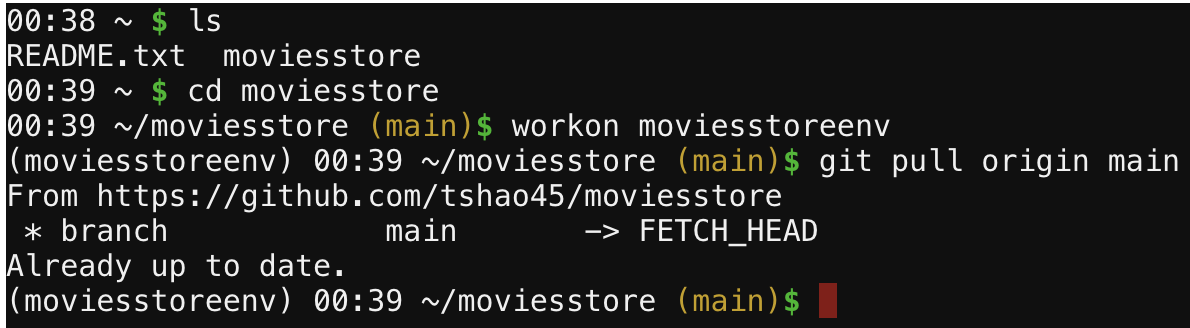 00:38 ~ $ ls
README.txt  moviesstore
00:39 ~ $ cd moviesstore
00:39 ~/moviesstore (main)$ workon moviesstoreenv
(moviesstoreenv) 00:39 ~/moviesstore (main)$ git pull origin main
From https://github.com/tshao45/moviesstore
 * branch            main       -> FETCH_HEAD
Already up to date.
(moviesstoreenv) 00:39 ~/moviesstore (main)$